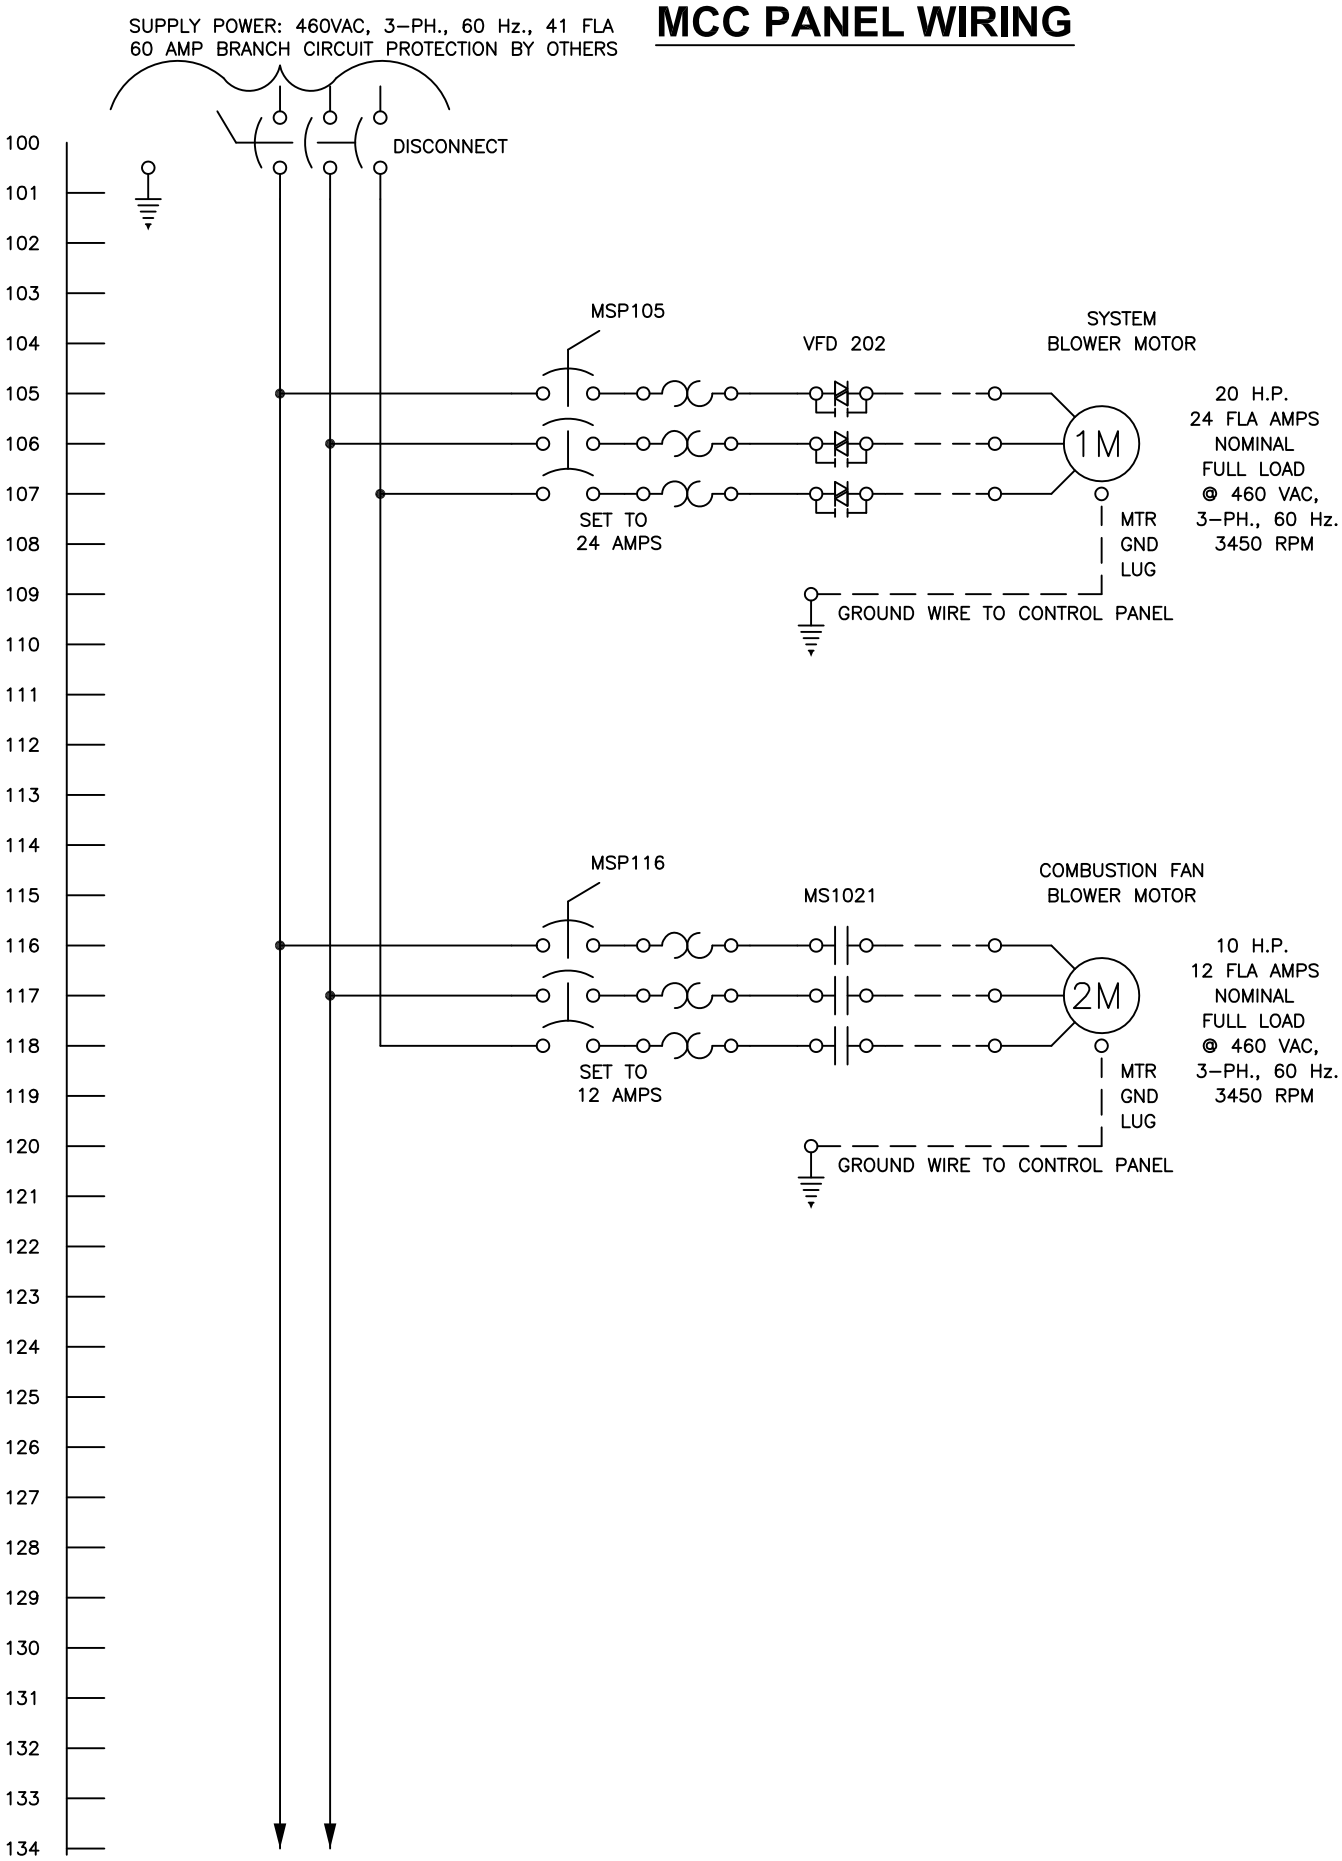 MCC PANEL WIRING
SUPPLY POWER: 460VAC, 3-PH., 60 Hz., 41 FLA
60 AMP BRANCH CIRCUIT PROTECTION BY OTHERS
DISCONNECT
100
101
102
103
104
105
106
107
108
109
110
111
112
113
114
115
116
117
118
119
120
121
122
123
124
125
126
127
128
129
130
131
132
133
134
MSP105
SET TO
24 AMPS
VFD 202
SYSTEM
BLOWER MOTOR
1M
20 H.P.
24 FLA AMPS
NOMINAL
FULL LOAD
@ 460 VAC,
3-PH., 60 Hz.
3450 RPM
MTR
GND
LUG
GROUND WIRE TO CONTROL PANEL
MSP116
SET TO
12 AMPS
MS1021
COMBUSTION FAN
BLOWER MOTOR
2M
10 H.P.
12 FLA AMPS
NOMINAL
FULL LOAD
@ 460 VAC,
3-PH., 60 Hz.
3450 RPM
MTR
GND
LUG
GROUND WIRE TO CONTROL PANEL